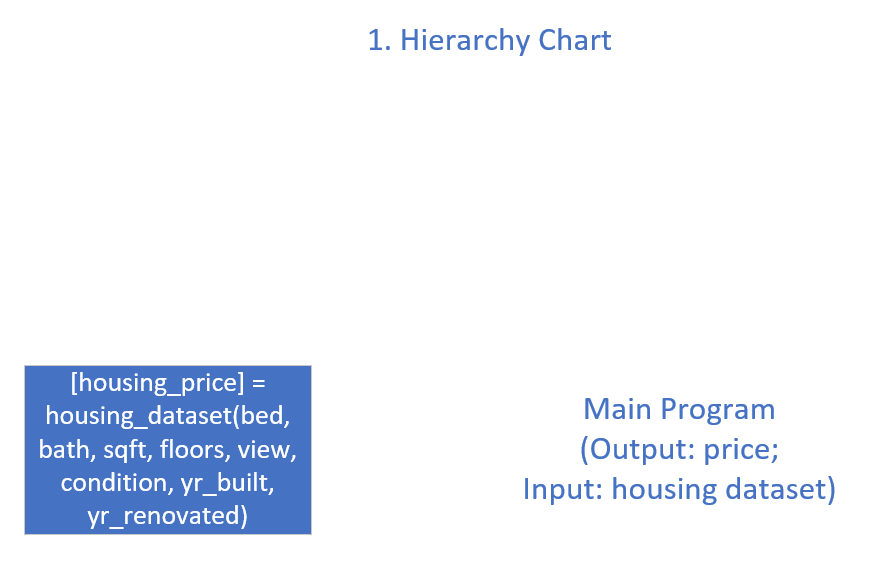 1. Hierarchy Chart
[housing_price] =
housing_dataset(bed,
bath, sqft, floors, view,
condition, yr_built,
yr_renovated)
Main Program
(Output: price;
Input: housing dataset)